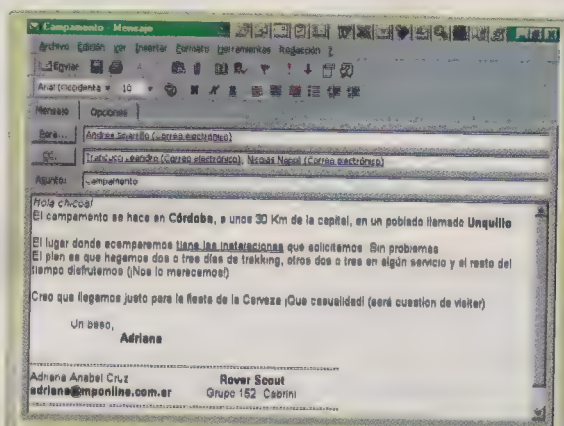 Campamento - Mensaje
Archivo Edición Ver Insertar Formato Herramientas Redacción ?
Enviar
Arial (Occidenta 10 N K S
Mensaje Opciones
Para... (Correo electrónico)
CC: (Correo electrónico), Nicolas (Correo electrónico)
Asunto: Campamento
Hola chicos!
El campamento se hace en Córdoba, a unos 30 Km de la capital, en un poblado llamado Unquillo
El lugar donde acamparemos tiene las instalaciones que solicitamos Sin problemas
El plan es que hagamos dos o tres días de trekking, otros dos o tres en algún servicio y el resto del
tiempo disfrutemos (¡Nos lo merecemos!)
Creo que llegamos justo para la fiesta de la Cerveza ¡Que casualidad! (será cuestion de visitar)
Un beso,
Adriana
Adriana Anabel Cruz Rover Scout
adriana@mponline.com.ar Grupo 152 Cabrini